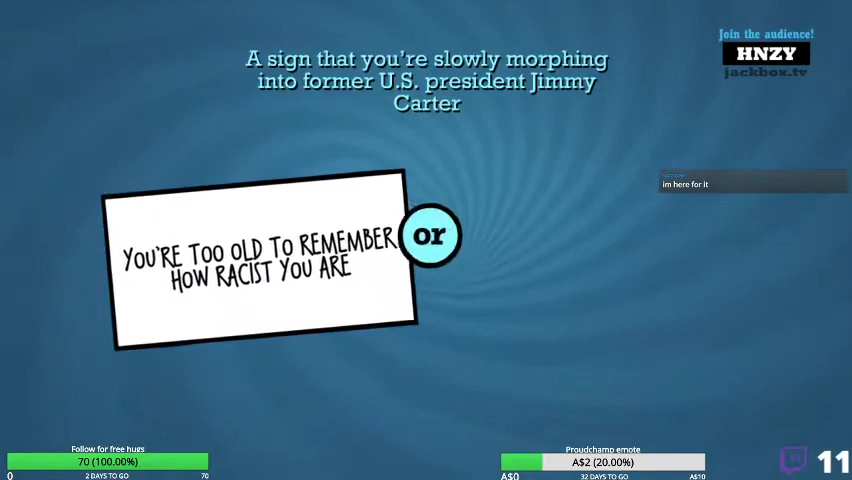 A sign that you're slowly morphing
into former U.S. president Jimmy
Carter
Join the audience!
HNZY
jackbox.tv
im here for it
YOU'RE TOO OLD TO REMEMBER
HOW RACIST YOU ARE
or
Follow for free hugs
70 (100.00%)
0
2 DAYS TO GO
70
Proudchamp emote
A$2 (20.00%)
A$0
32 DAYS TO GO
A$10
11